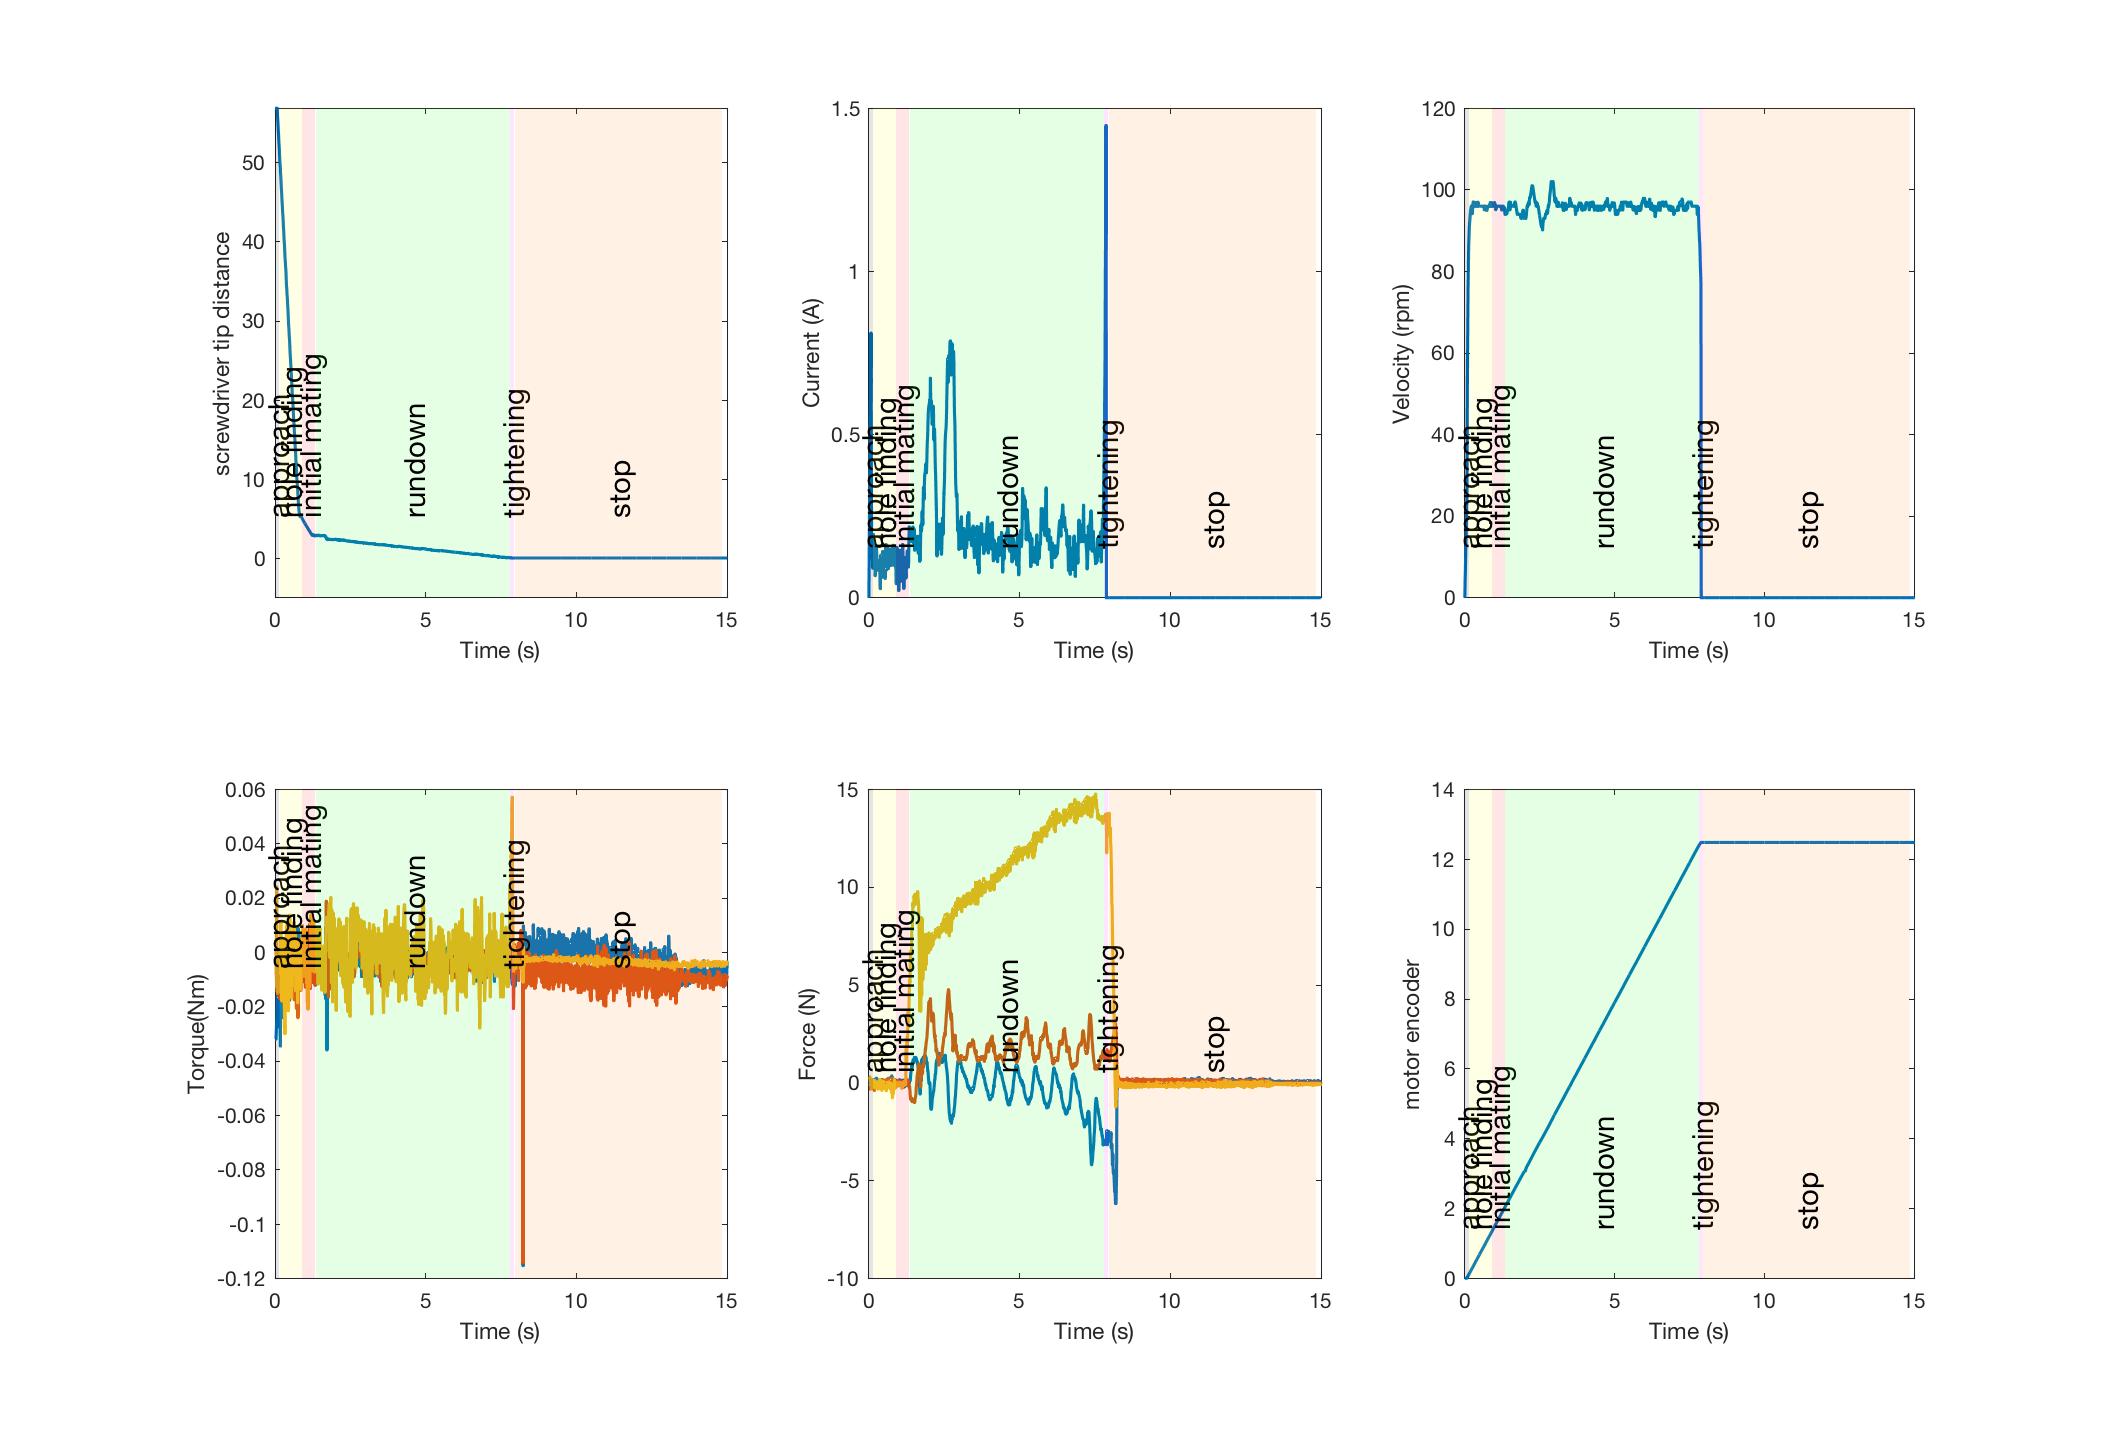 screwdriver tip distance
50
40
30
20
10
0
approach
hole finding
initial mating
rundown
tightening
stop
0 5 10 15
Time (s)
Current (A)
1.5
1
0.5
0
approach
hole finding
initial mating
rundown
tightening
stop
0 5 10 15
Time (s)
Velocity (rpm)
120
100
80
60
40
20
0
approach
hole finding
initial mating
rundown
tightening
stop
0 5 10 15
Time (s)
Torque(Nm)
0.06
0.04
0.02
0
-0.02
-0.04
-0.06
-0.08
-0.1
-0.12
approach
hole finding
initial mating
rundown
tightening
stop
0 5 10 15
Time (s)
Force (N)
15
10
5
0
-5
-10
approach
hole finding
initial mating
rundown
tightening
stop
0 5 10 15
Time (s)
motor encoder
14
12
10
8
6
4
2
0
approach
hole finding
initial mating
rundown
tightening
stop
0 5 10 15
Time (s)